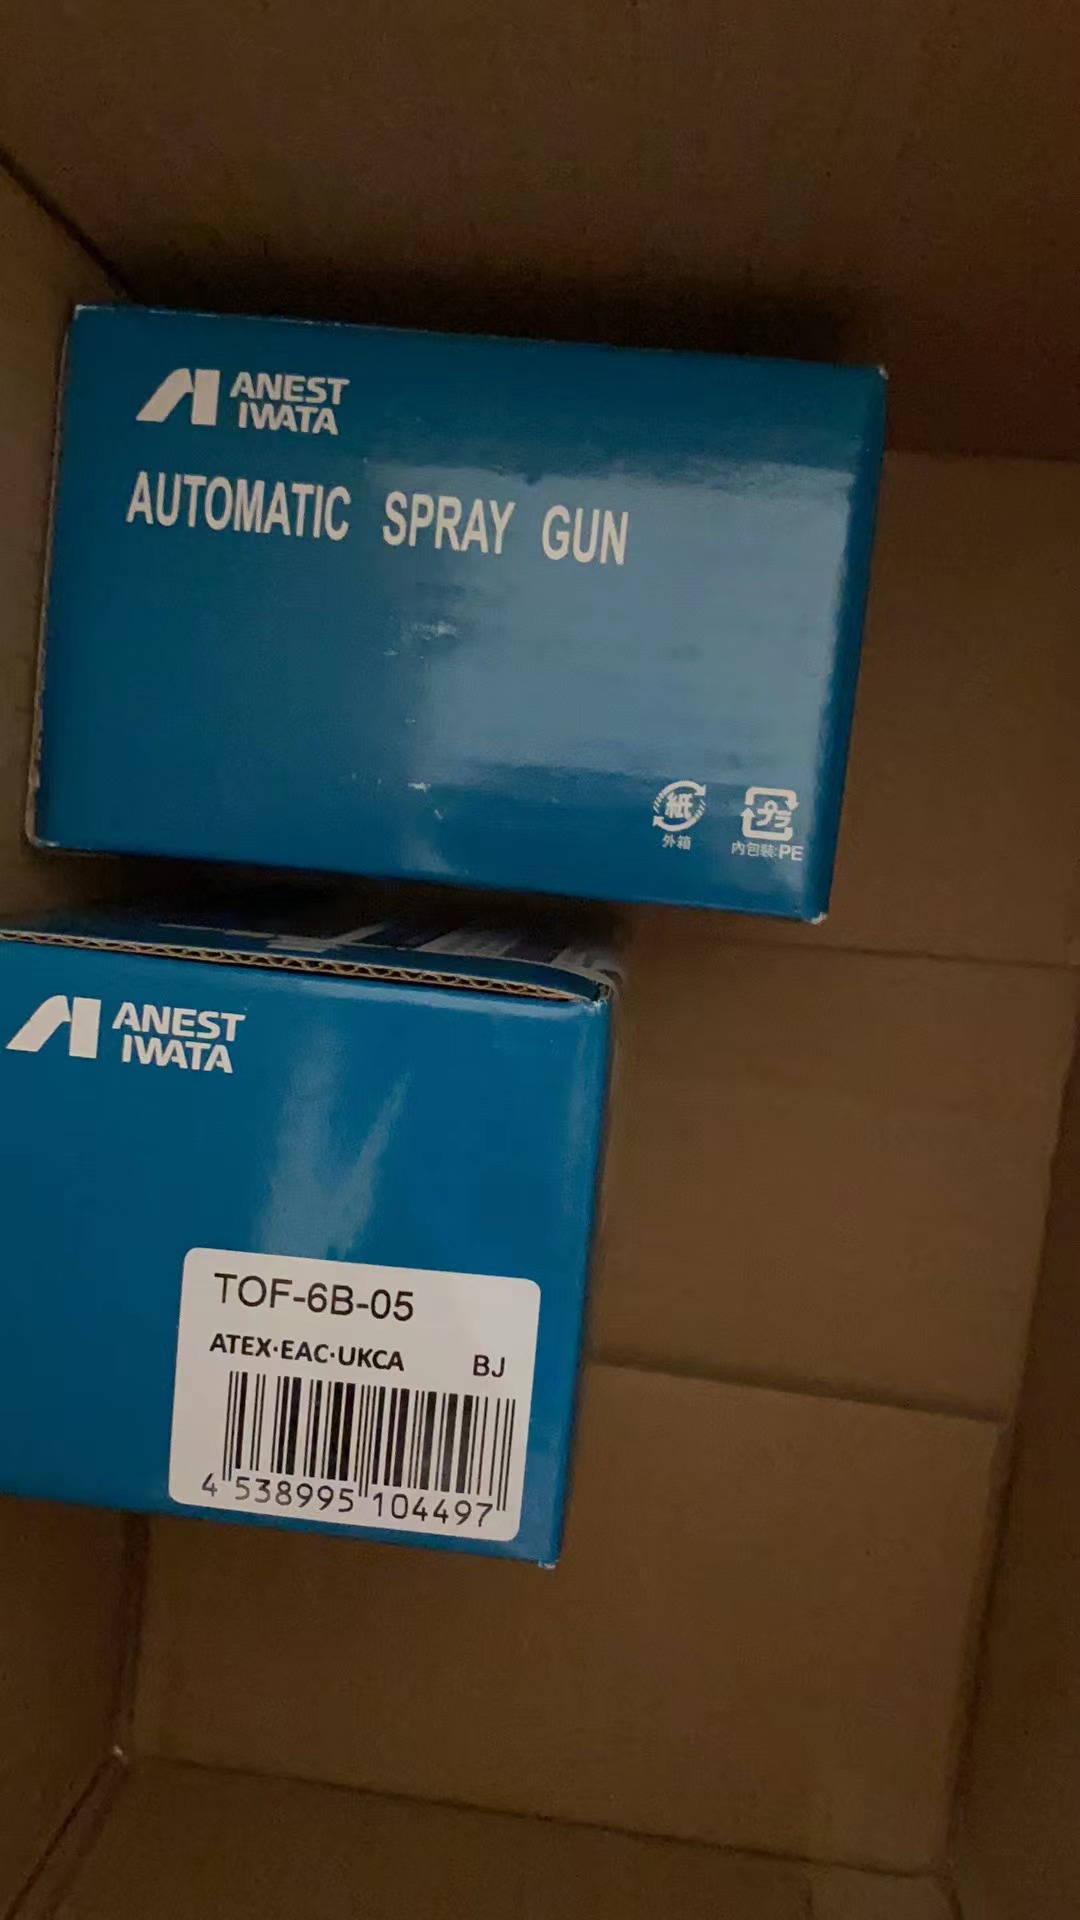 ANEST
IWATA
AUTOMATIC SPRAY GUN
紙
プラ
外箱
内包装:PE
ANEST
IWATA
TOF-6B-05
ATEX·EAC·UKCA BJ
4 538995 104497